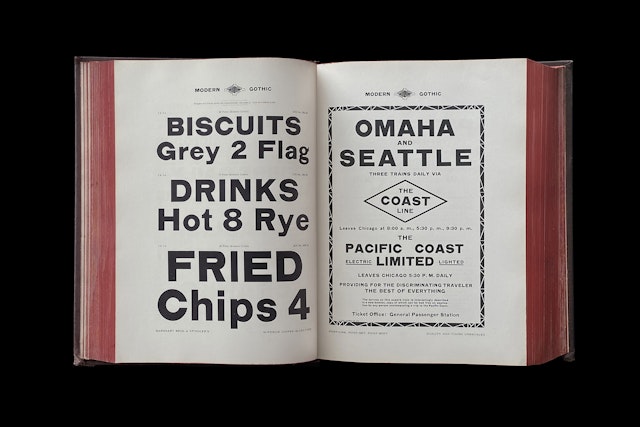 MODERN GOTHIC
BISCUITS
Grey 2 Flag
DRINKS
Hot 8 Rye
FRIED
Chips 4
MODERN GOTHIC
OMAHA
AND
SEATTLE
THREE TRAINS DAILY VIA
THE
COAST
LINE
Leaves Chicago at 9:00 a. m., 5:30 p. m., 9:30 p. m.
THE
PACIFIC COAST
ELECTRIC LIMITED LIGHTED
LEAVES CHICAGO 5:30 P. M. DAILY
PROVIDING FOR THE DISCRIMINATING TRAVELER
THE BEST OF EVERYTHING
Ticket Office: General Passenger Station